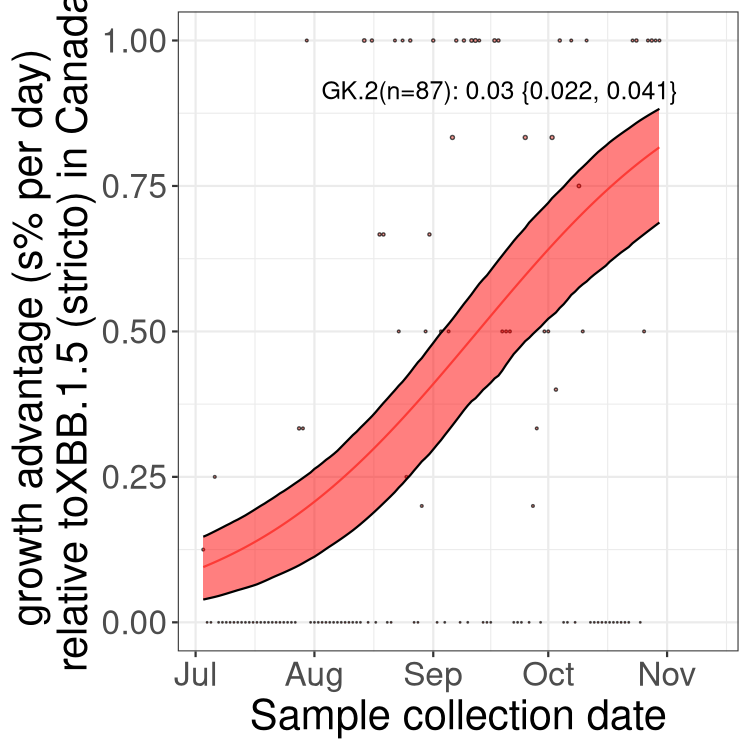 growth advantage (s% per day)
relative toXBB.1.5 (stricto) in Canada
1.00
0.75
0.50
0.25
0.00
GK.2(n=87): 0.03 {0.022, 0.041}
Jul Aug Sep Oct Nov
Sample collection date